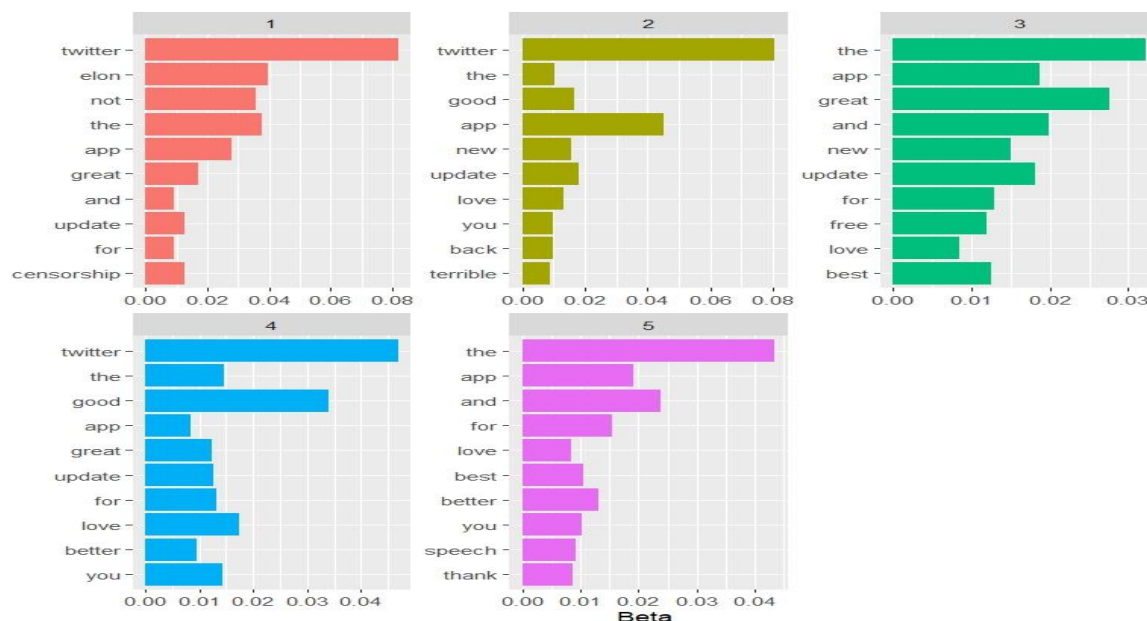 1
twitter
elon
not
the
app
great
and
update
for
censorship
0.00 0.02 0.04 0.06 0.08
2
twitter
the
good
app
new
update
love
you
back
terrible
0.00 0.02 0.04 0.06 0.08
3
the
app
great
and
new
update
for
free
love
best
0.00 0.01 0.02 0.03
4
twitter
the
good
app
great
update
for
love
better
you
0.00 0.01 0.02 0.03 0.04
5
the
app
and
for
love
best
better
you
speech
thank
0.00 0.01 0.02 0.03 0.04
Beta